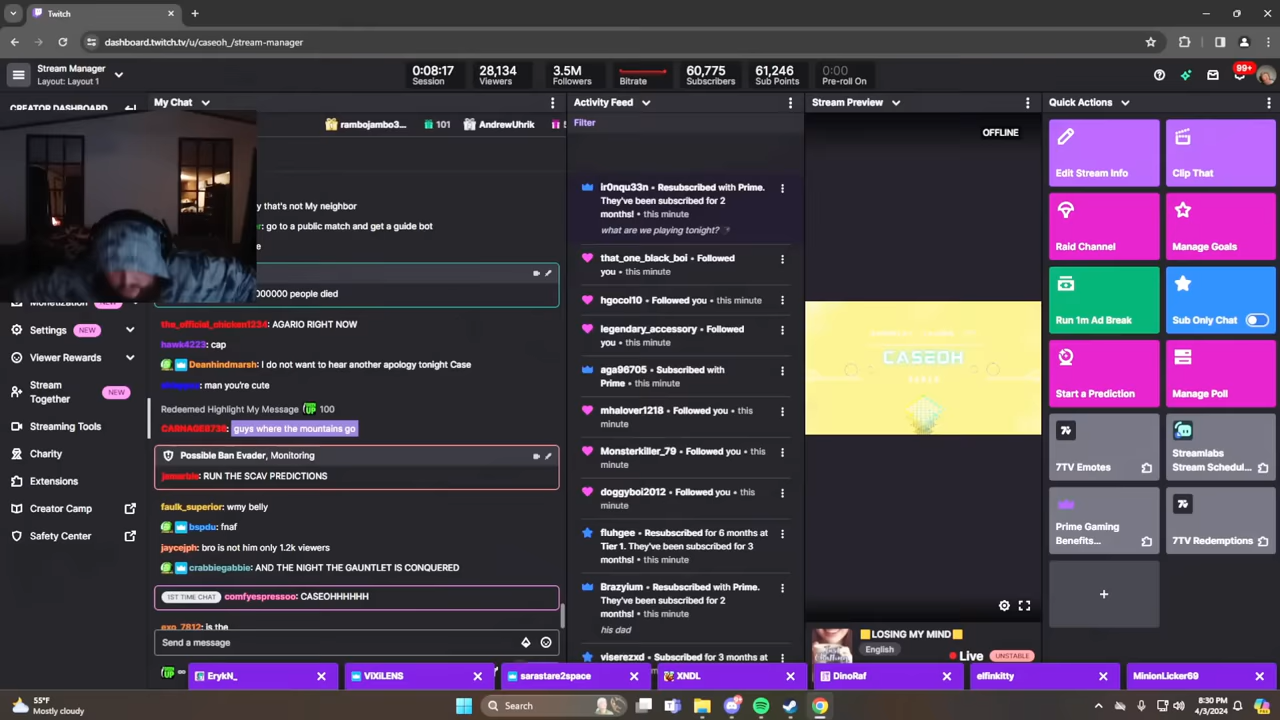 Twitch
dashboard.twitch.tv/u/caseoh_/stream-manager
Stream Manager
Layout: Layout 1
0:08:17
Session
28,134
Viewers
3.5M
Followers
Bitrate
60,775
Subscribers
61,246
Sub Points
0:00
Pre-roll On
99+
CREATOR DASHBOARD
Monetization NEW
Settings NEW
Viewer Rewards
Stream Together NEW
Streaming Tools
Charity
Extensions
Creator Camp
Safety Center
My Chat
rambojambo3... 101 AndrewUhrik 5
y that's not My neighbor
: go to a public match and get a guide bot
000000 people died
the_official_chicism1234: AGARIO RIGHT NOW
hawk4223: cap
Deanhindmarsh: I do not want to hear another apology tonight Case
: man you're cute
Redeemed Highlight My Message 100
CARNAGE8736: guys where the mountains go
Possible Ban Evader, Monitoring
: RUN THE SCAV PREDICTIONS
faulk_superior: wmy belly
bspdu: fnaf
jaycejph: bro is not him only 1.2k viewers
crabbiegabbie: AND THE NIGHT THE GAUNTLET IS CONQUERED
1ST TIME CHAT comfyespressoo: CASEOHHHHHH
exp_7812: is the
Send a message
Activity Feed
Filter
ir0nqu33n • Resubscribed with Prime.
They've been subscribed for 2
months! • this minute
what are we playing tonight?
that_one_black_boi • Followed
you • this minute
hgocol10 • Followed you • this minute
legendary_accessory • Followed
you • this minute
aga96705 • Subscribed with
Prime • this minute
mhalover1218 • Followed you • this
minute
Monsterkiller_79 • Followed you • this
minute
doggyboi2012 • Followed you • this
minute
fluhgee • Resubscribed for 6 months at
Tier 1. They've been subscribed for 3
months! • this minute
Brazyium • Resubscribed with Prime.
They've been subscribed for 2
months! • this minute
his dad
viserezxd • Subscribed for 3 months at
Stream Preview
OFFLINE
CASEOH
LOSING MY MIND
English
Live UNSTABLE
Quick Actions
Edit Stream Info
Clip That
Raid Channel
Manage Goals
Run 1m Ad Break
Sub Only Chat
Start a Prediction
Manage Poll
7TV Emotes
Streamlabs
Stream Schedul...
Prime Gaming
Benefits...
7TV Redemptions
ErykN_
VIXILENS
sarastare2space
XNDL
DinoRaf
elfinkitty
MinionLicker69
55°F
Mostly cloudy
Search
8:30 PM
4/3/2024